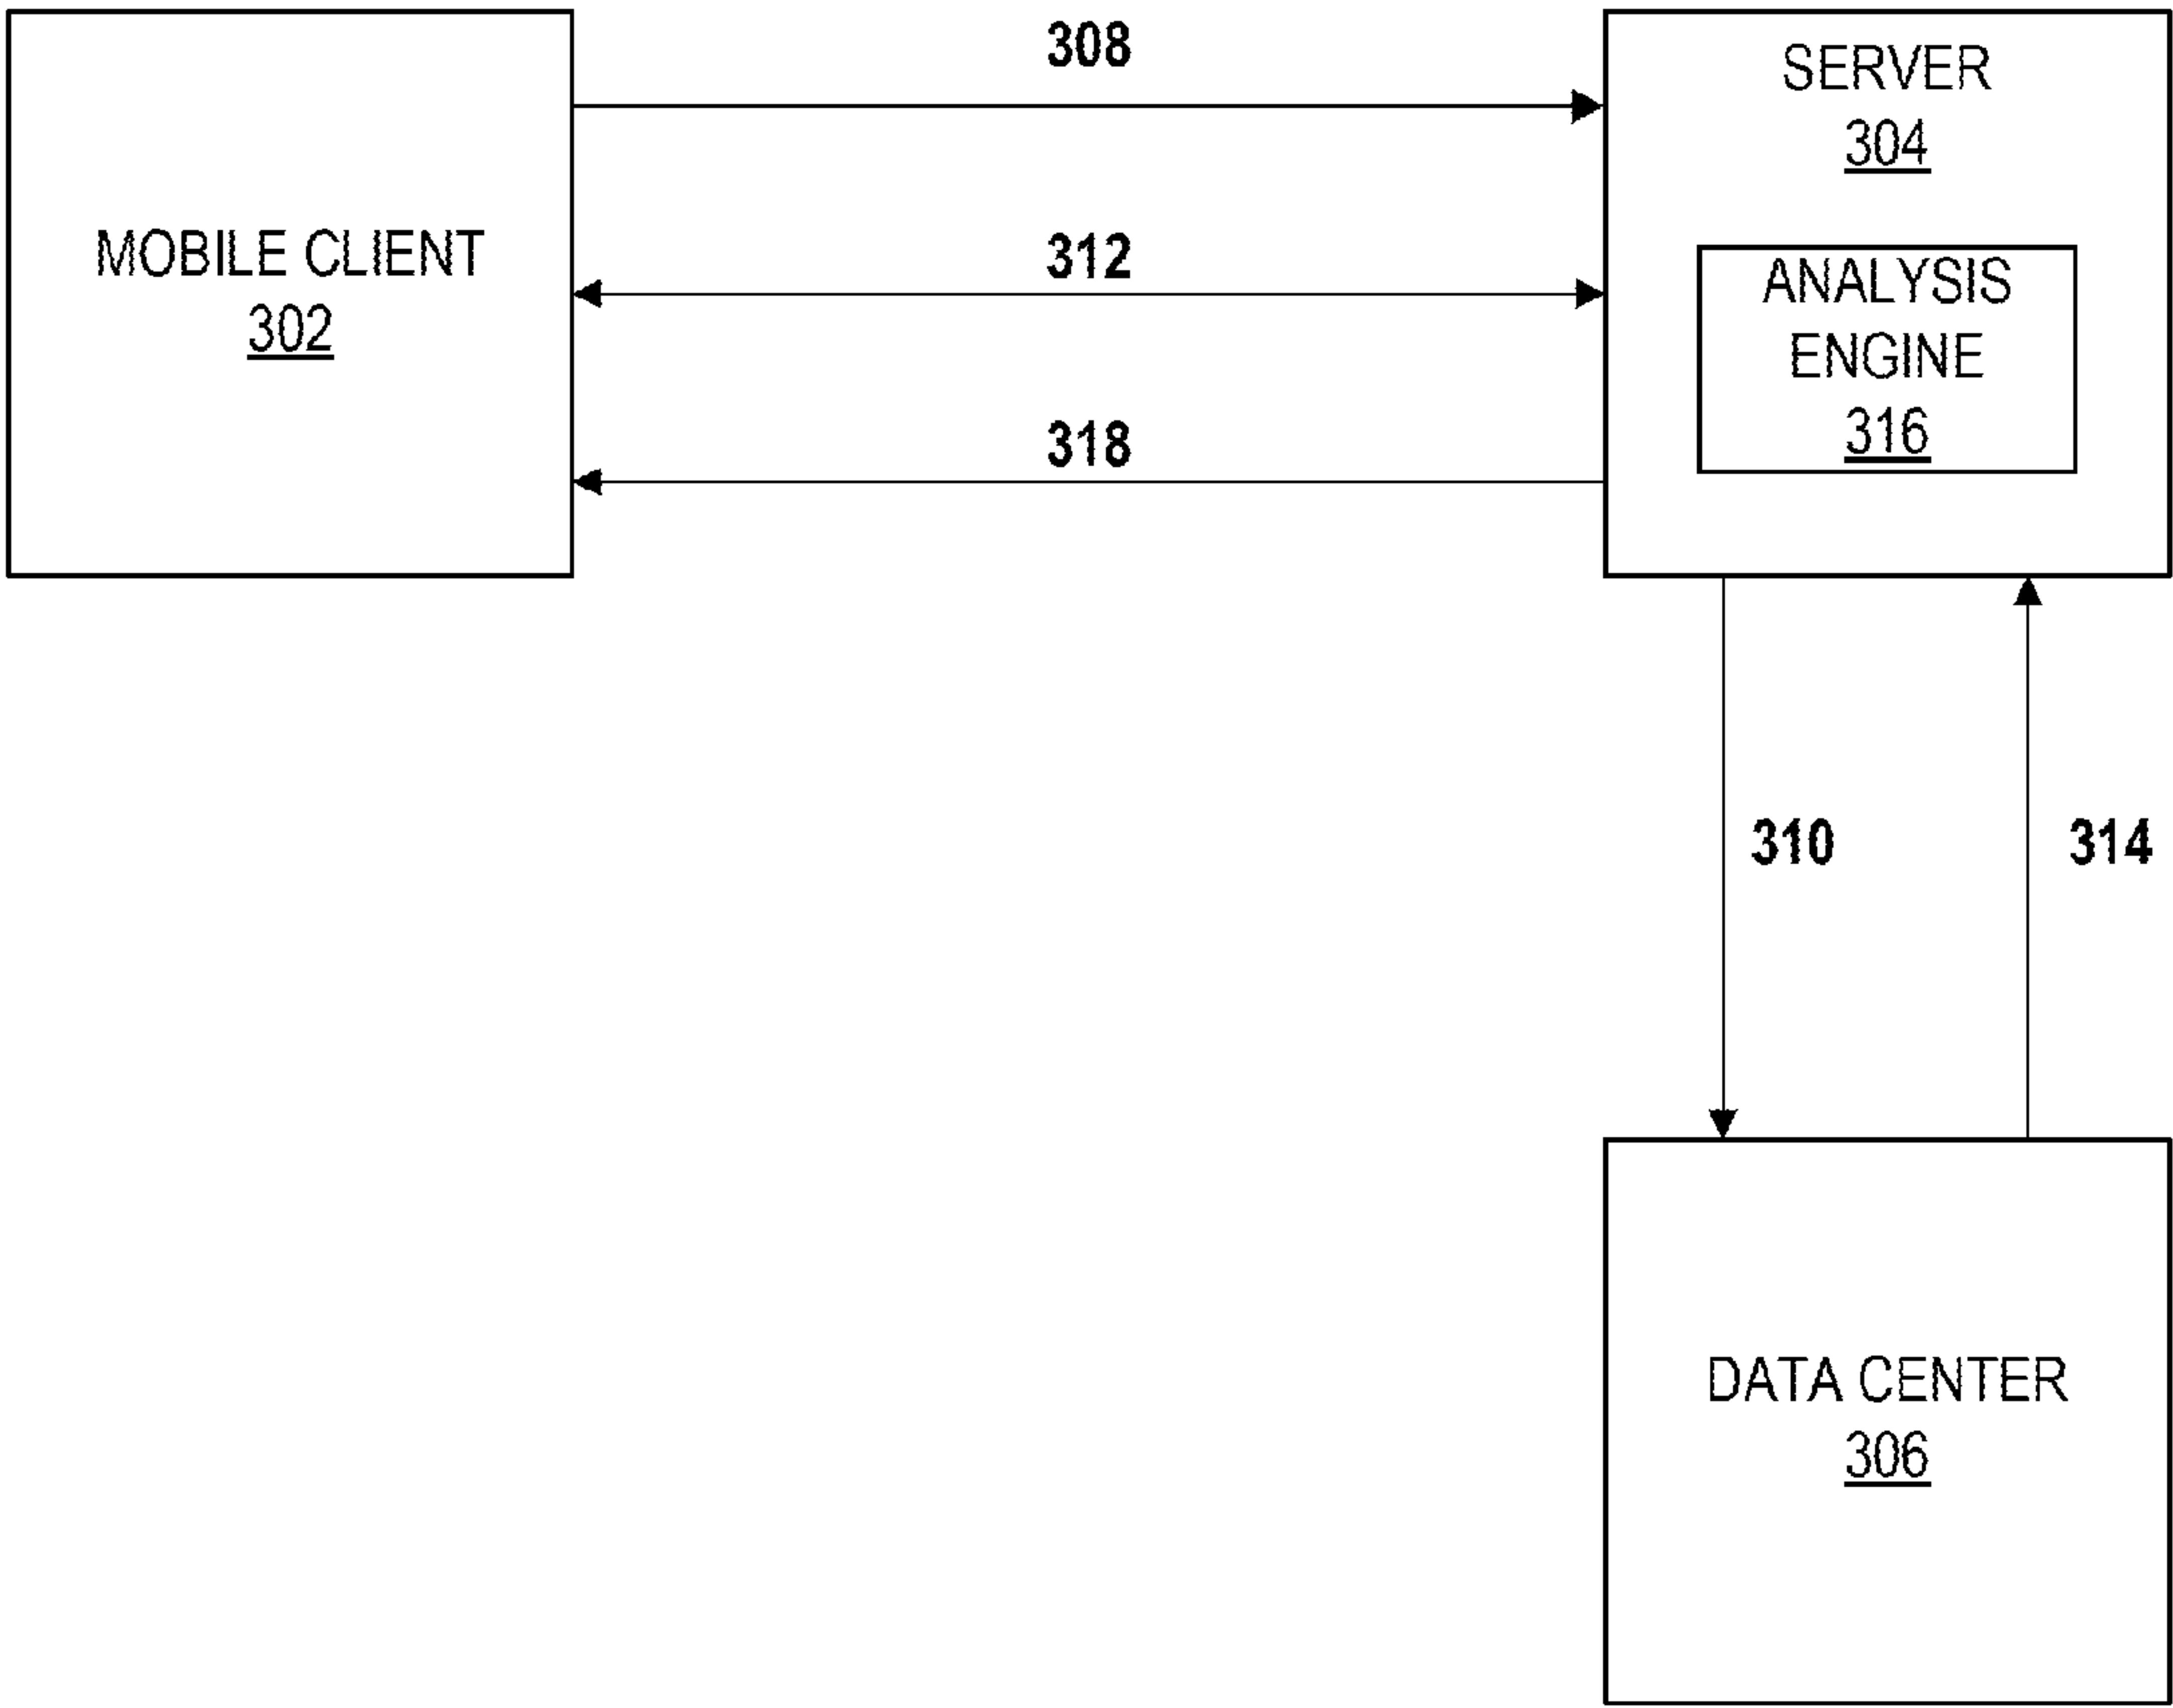 308
SERVER
304
MOBILE CLIENT
302
312
ANALYSIS
ENGINE
316
318
310
314
DATA CENTER
306